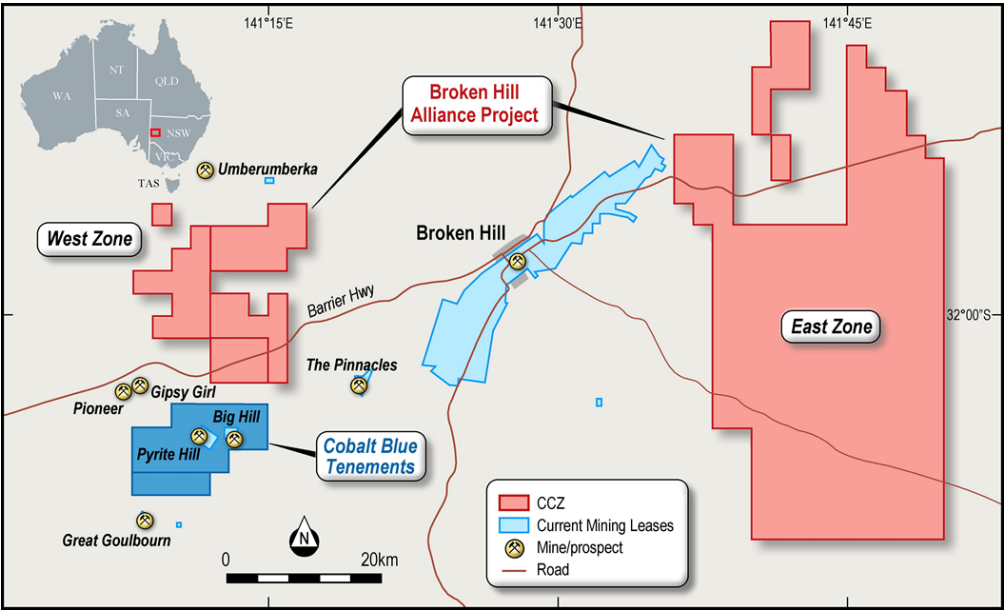 141°15'E
141°30'E
141°45'E
WA
NT
QLD
SA
NSW
VIC
TAS
Broken Hill
Alliance Project
Umberumberka
West Zone
Broken Hill
Barrier Hwy
32°00"S
East Zone
The Pinnacles
Gipsy Girl
Pioneer
Big Hill
Pyrite Hill
Cobalt Blue
Tenements
Great Goulbourn
N
0
20km
CCZ
Current Mining Leases
Mine/prospect
Road